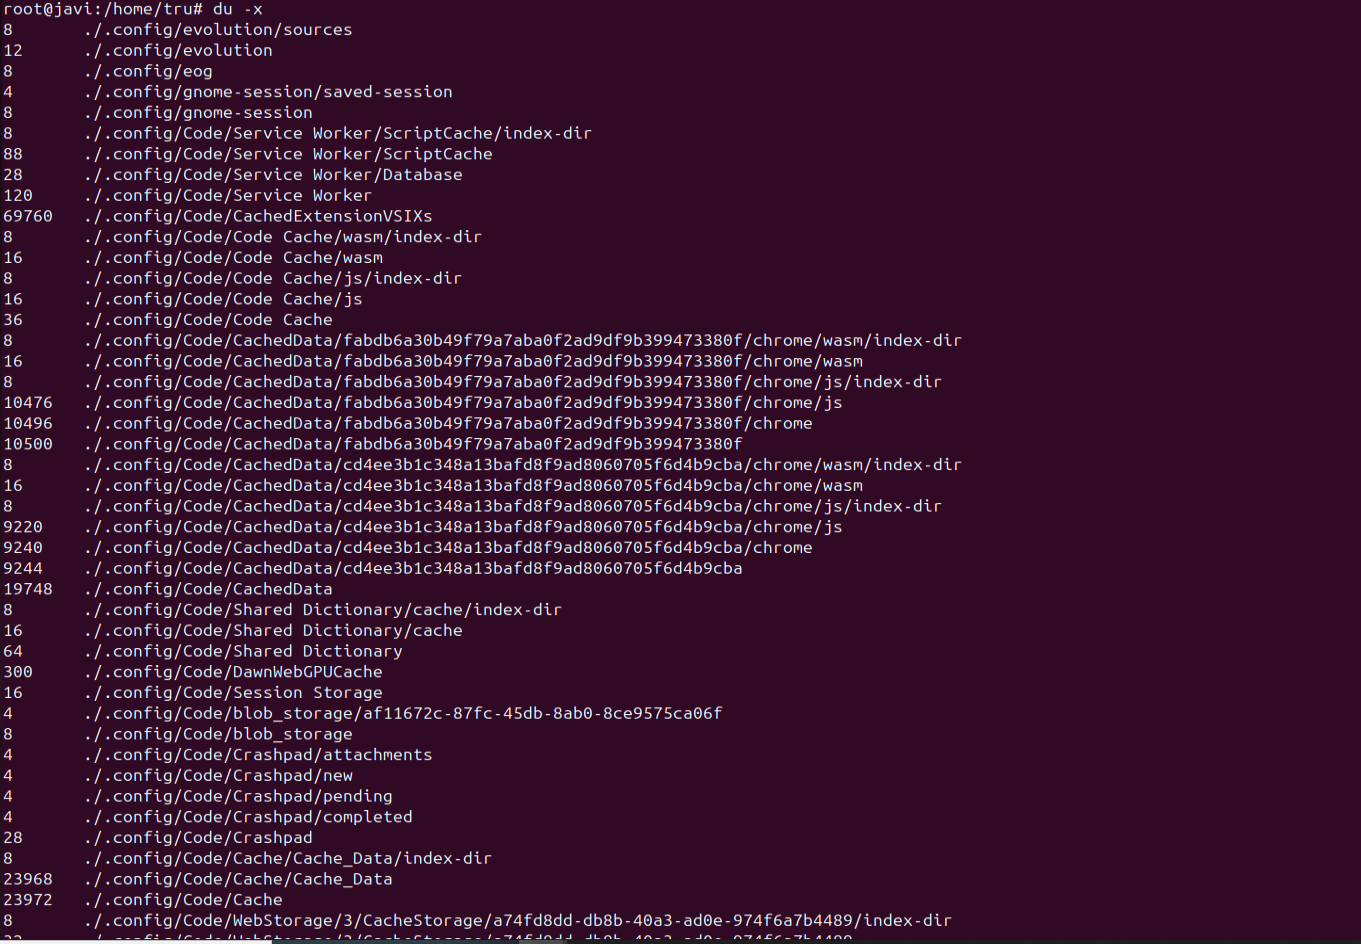 root@javi:/home/tru# du -x
8	./.config/evolution/sources
12	./.config/evolution
8	./.config/eog
4	./.config/gnome-session/saved-session
8	./.config/gnome-session
8	./.config/Code/Service Worker/ScriptCache/index-dir
88	./.config/Code/Service Worker/ScriptCache
28	./.config/Code/Service Worker/Database
120	./.config/Code/Service Worker
69760	./.config/Code/CachedExtensionVSIXs
8	./.config/Code/Code Cache/wasm/index-dir
16	./.config/Code/Code Cache/wasm
8	./.config/Code/Code Cache/js/index-dir
16	./.config/Code/Code Cache/js
36	./.config/Code/Code Cache
8	./.config/Code/CachedData/fabdb6a30b49f79a7aba0f2ad9df9b399473380f/chrome/wasm/index-dir
16	./.config/Code/CachedData/fabdb6a30b49f79a7aba0f2ad9df9b399473380f/chrome/wasm
8	./.config/Code/CachedData/fabdb6a30b49f79a7aba0f2ad9df9b399473380f/chrome/js/index-dir
10476	./.config/Code/CachedData/fabdb6a30b49f79a7aba0f2ad9df9b399473380f/chrome/js
10496	./.config/Code/CachedData/fabdb6a30b49f79a7aba0f2ad9df9b399473380f/chrome
10500	./.config/Code/CachedData/fabdb6a30b49f79a7aba0f2ad9df9b399473380f
8	./.config/Code/CachedData/cd4ee3b1c348a13bafd8f9ad8060705f6d4b9cba/chrome/wasm/index-dir
16	./.config/Code/CachedData/cd4ee3b1c348a13bafd8f9ad8060705f6d4b9cba/chrome/wasm
8	./.config/Code/CachedData/cd4ee3b1c348a13bafd8f9ad8060705f6d4b9cba/chrome/js/index-dir
9220	./.config/Code/CachedData/cd4ee3b1c348a13bafd8f9ad8060705f6d4b9cba/chrome/js
9240	./.config/Code/CachedData/cd4ee3b1c348a13bafd8f9ad8060705f6d4b9cba/chrome
9244	./.config/Code/CachedData/cd4ee3b1c348a13bafd8f9ad8060705f6d4b9cba
19748	./.config/Code/CachedData
8	./.config/Code/Shared Dictionary/cache/index-dir
16	./.config/Code/Shared Dictionary/cache
64	./.config/Code/Shared Dictionary
300	./.config/Code/DawnWebGPUCache
16	./.config/Code/Session Storage
4	./.config/Code/blob_storage/af11672c-87fc-45db-8ab0-8ce9575ca06f
8	./.config/Code/blob_storage
4	./.config/Code/Crashpad/attachments
4	./.config/Code/Crashpad/new
4	./.config/Code/Crashpad/pending
4	./.config/Code/Crashpad/completed
28	./.config/Code/Crashpad
8	./.config/Code/Cache/Cache_Data/index-dir
23968	./.config/Code/Cache/Cache_Data
23972	./.config/Code/Cache
8	./.config/Code/WebStorage/3/CacheStorage/a74fd8dd-db8b-40a3-ad0e-974f6a7b4489/index-dir